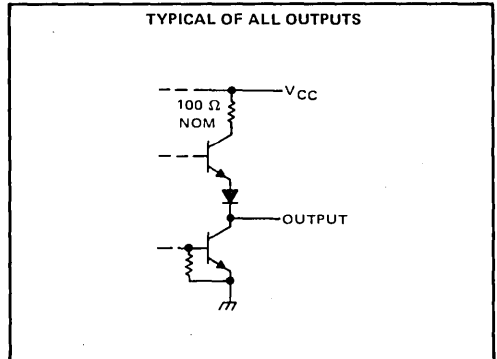 TYPICAL OF ALL OUTPUTS
VCC
100 Ω
NOM
OUTPUT